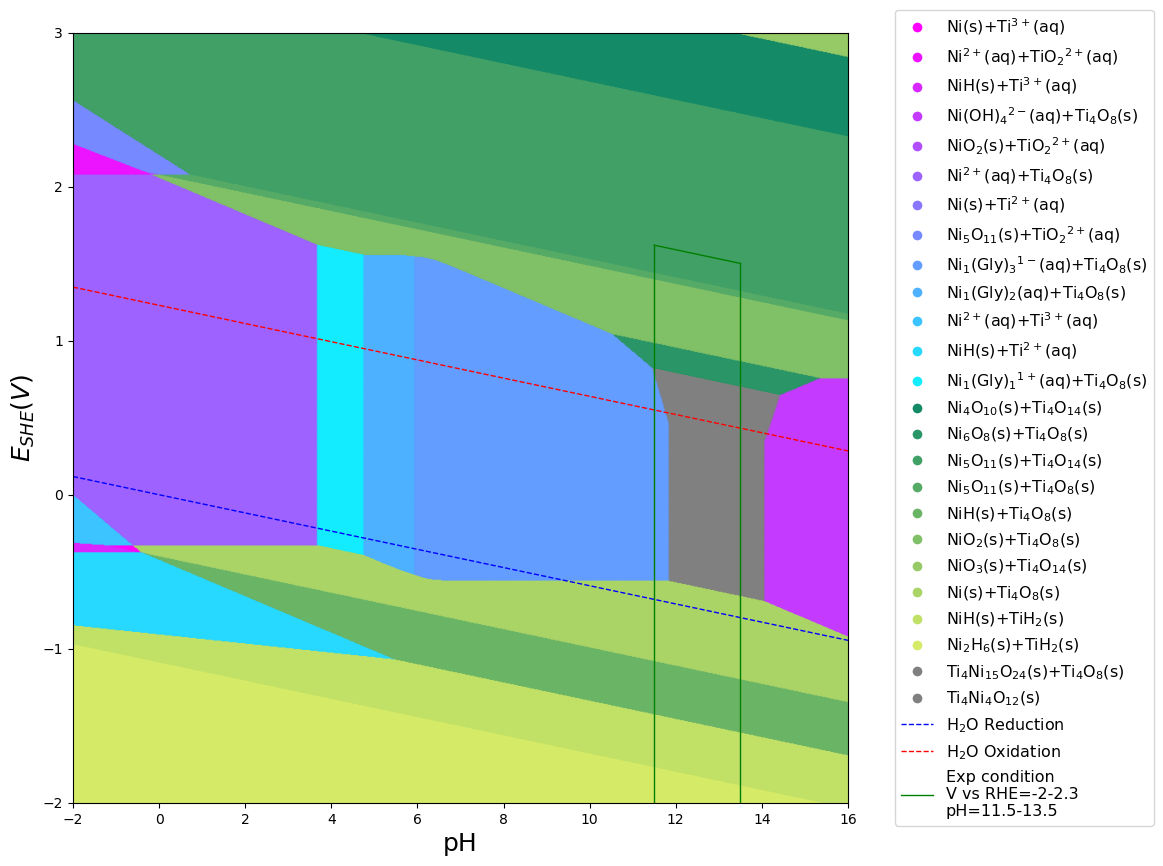 3
2
1
0
−1
−2
E_{SHE}(V)
−2
0
2
4
6
8
10
12
14
16
pH
Ni(s)+Ti³⁺(aq)
Ni²⁺(aq)+TiO₂²⁺(aq)
NiH(s)+Ti³⁺(aq)
Ni(OH)₄²⁻(aq)+Ti₄O₈(s)
NiO₂(s)+TiO₂²⁺(aq)
Ni²⁺(aq)+Ti₄O₈(s)
Ni(s)+Ti²⁺(aq)
Ni₅O₁₁(s)+TiO₂²⁺(aq)
Ni₁(Gly)₃¹⁻(aq)+Ti₄O₈(s)
Ni₁(Gly)₂(aq)+Ti₄O₈(s)
Ni²⁺(aq)+Ti³⁺(aq)
NiH(s)+Ti²⁺(aq)
Ni₁(Gly)₁¹⁺(aq)+Ti₄O₈(s)
Ni₄O₁₀(s)+Ti₄O₁₄(s)
Ni₆O₈(s)+Ti₄O₈(s)
Ni₅O₁₁(s)+Ti₄O₁₄(s)
Ni₅O₁₁(s)+Ti₄O₈(s)
NiH(s)+Ti₄O₈(s)
NiO₂(s)+Ti₄O₈(s)
NiO₃(s)+Ti₄O₁₄(s)
Ni(s)+Ti₄O₈(s)
NiH(s)+TiH₂(s)
Ni₂H₆(s)+TiH₂(s)
Ti₄Ni₁₅O₂₄(s)+Ti₄O₈(s)
Ti₄Ni₄O₁₂(s)
H₂O Reduction
H₂O Oxidation
Exp condition
V vs RHE=-2-2.3
pH=11.5-13.5